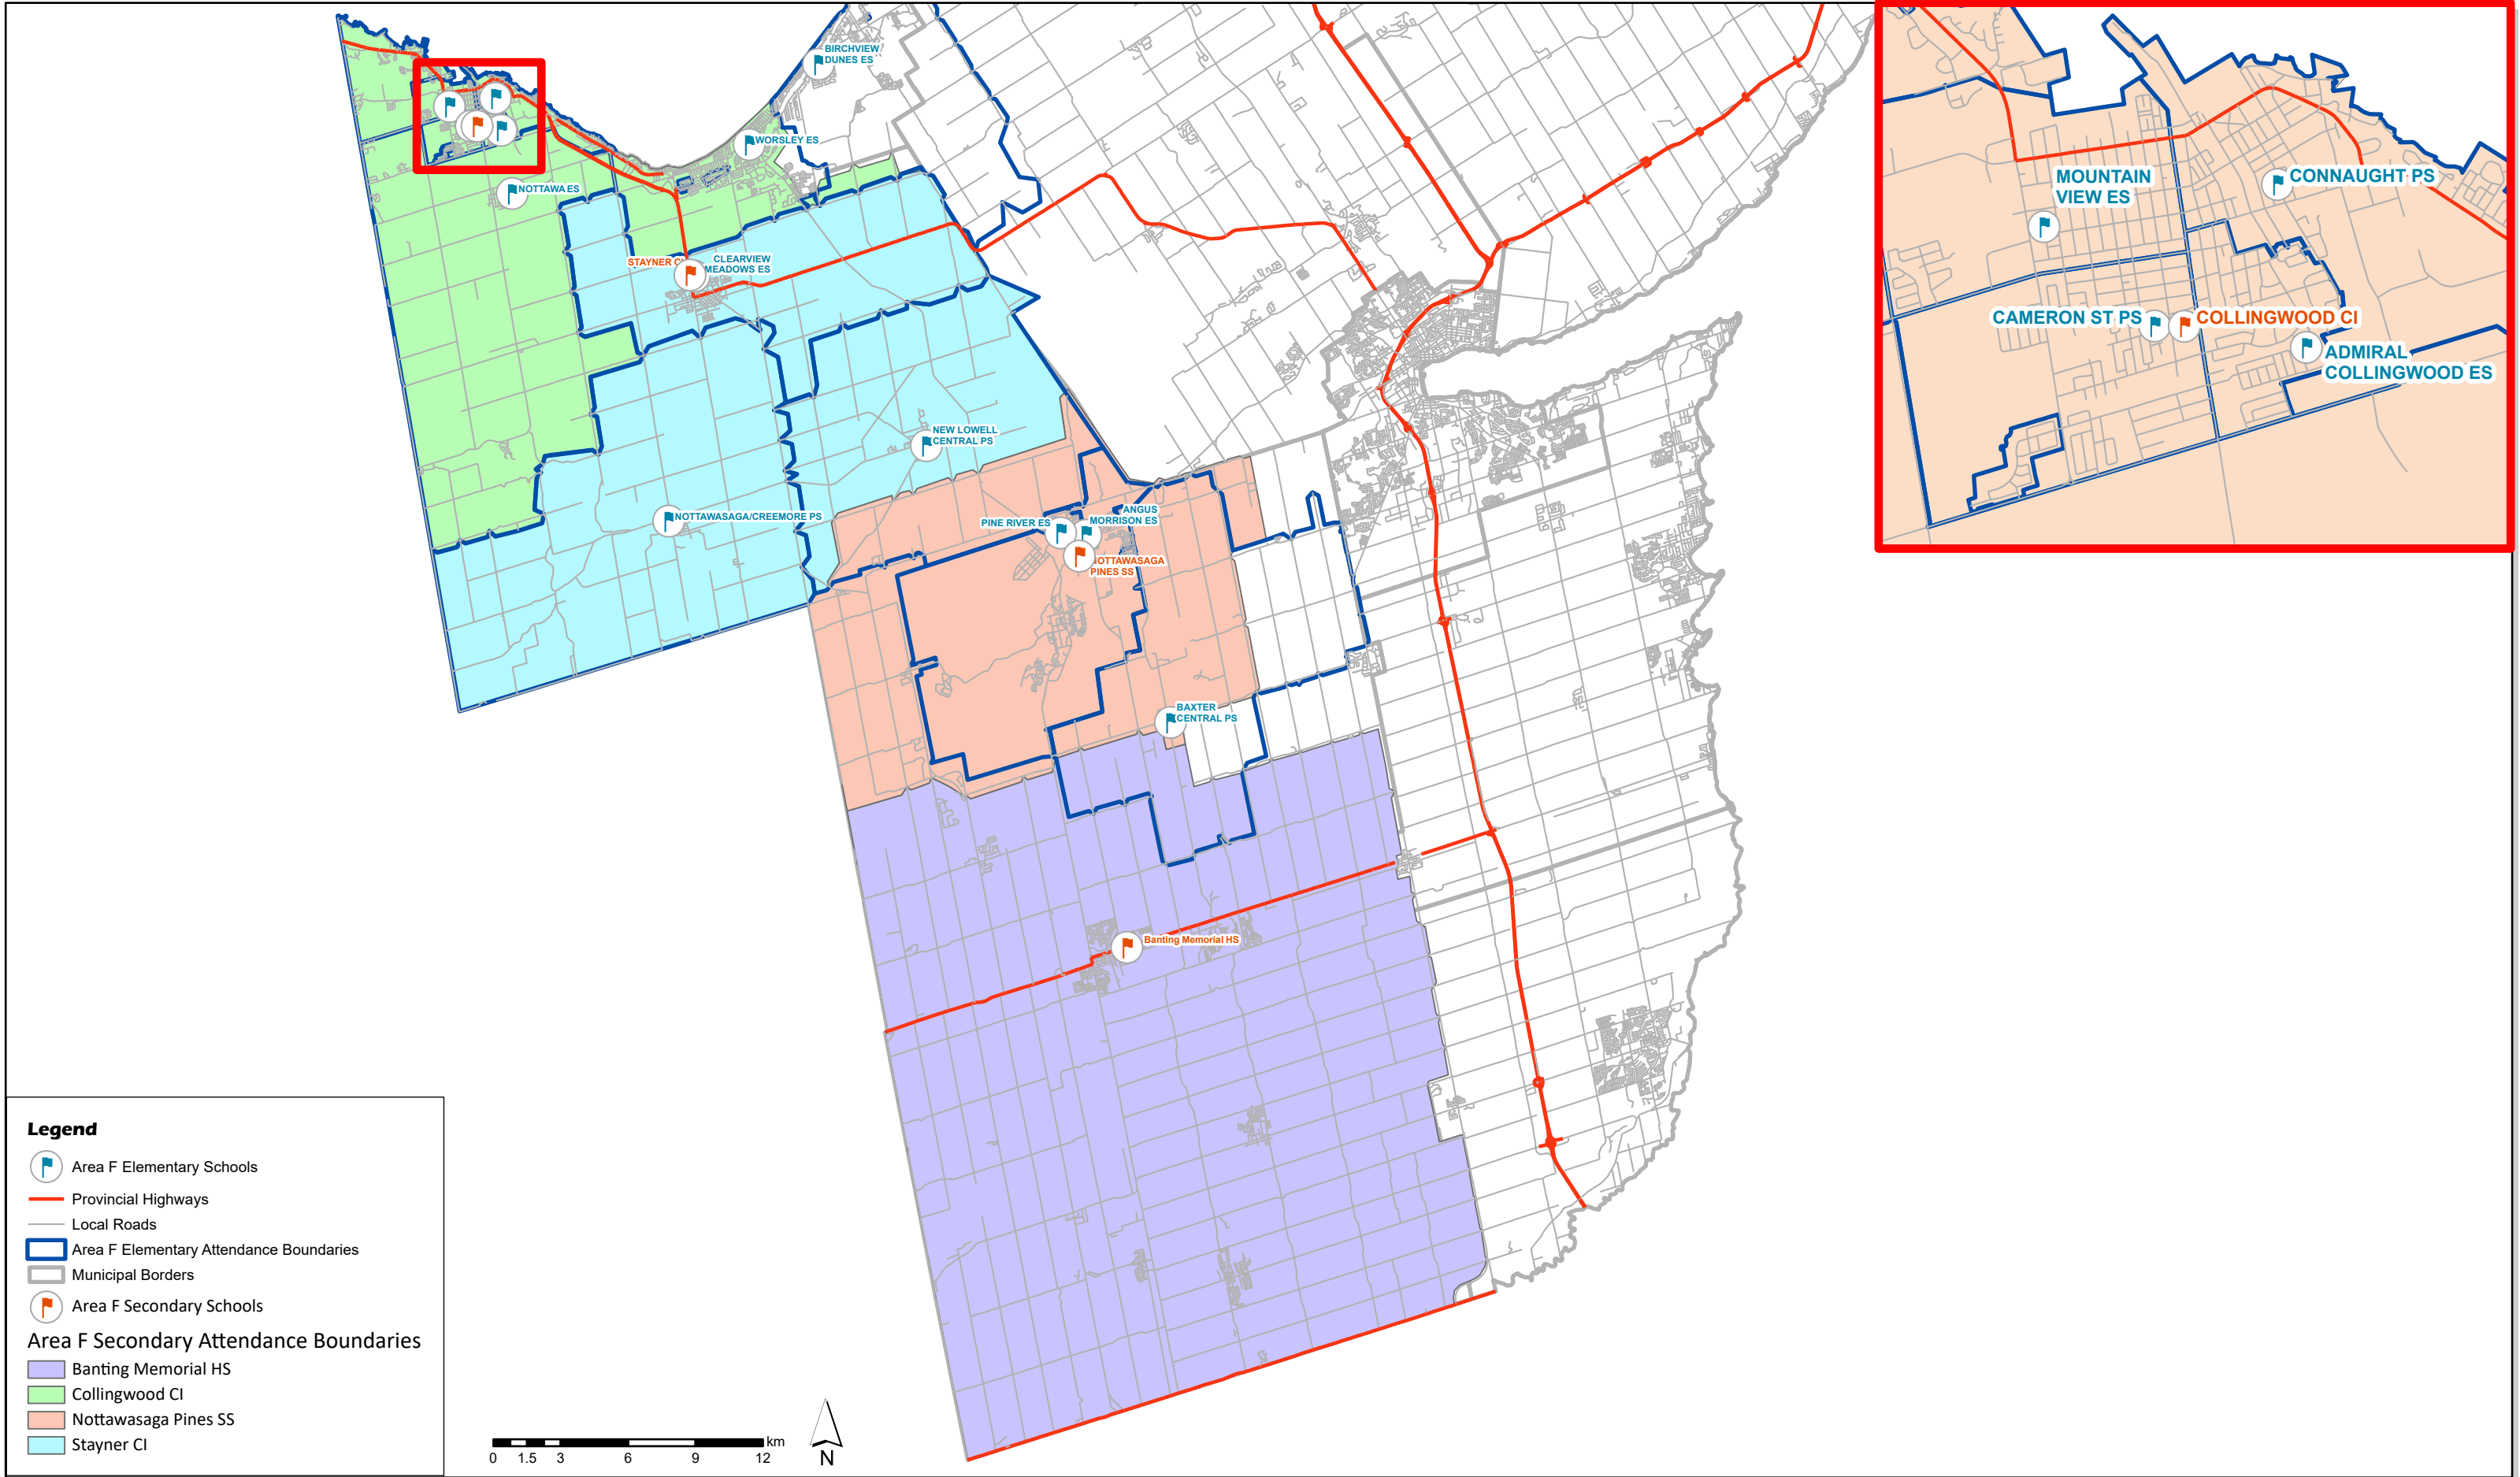 BIRCHVIEW
DUNES ES
WORSLEY ES
NOTTAWA ES
STAYNER
CLEARVIEW
MEADOWS ES
NEW LOWELL
CENTRAL PS
NOTTAWASAGA/CREEMORE PS
PINE RIVER ES
ANGUS
MORRISON ES
NOTTAWASAGA
PINES SS
BAXTER
CENTRAL PS
Banting Memorial HS
MOUNTAIN
VIEW ES
CONNAUGHT PS
CAMERON ST PS
COLLINGWOOD CI
ADMIRAL
COLLINGWOOD ES
Legend
Area F Elementary Schools
Provincial Highways
Local Roads
Area F Elementary Attendance Boundaries
Municipal Borders
Area F Secondary Schools
Area F Secondary Attendance Boundaries
Banting Memorial HS
Collingwood CI
Nottawasaga Pines SS
Stayner CI
km
0 1.5 3 6 9 12
N